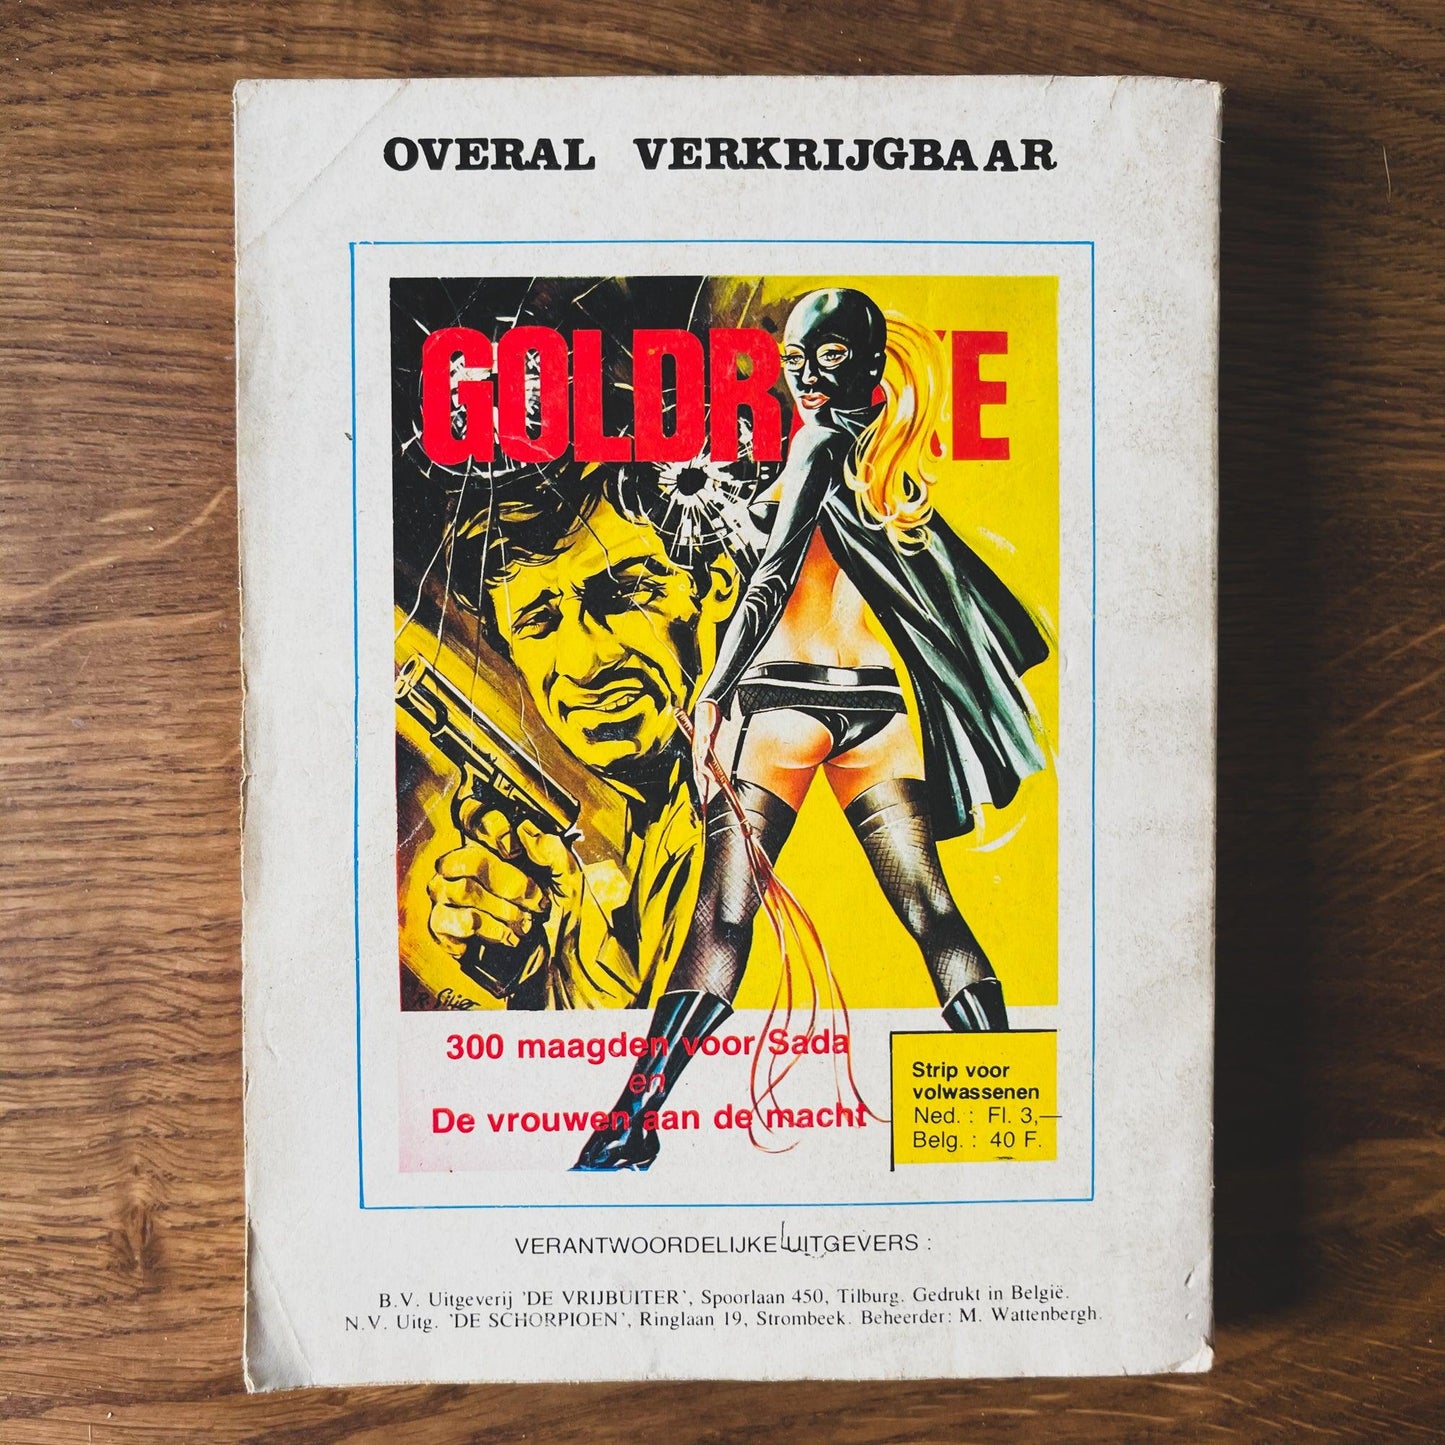 OVERAL VERKRIJGBAAR
GOLDR KE
R. Filier
300 maagden voor Sada
en
De vrouwen aan de macht
Strip voor
volwassenen
Ned. : Fl. 3,—
Belg. : 40 F.
VERANTWOORDELIJKE UITGEVERS :
B.V. Uitgeverij 'DE VRIJBUITER', Spoorlaan 450, Tilburg. Gedrukt in België.
N.V. Uitg. 'DE SCHORPIOEN', Ringlaan 19, Strombeek. Beheerder: M. Wattenbergh.